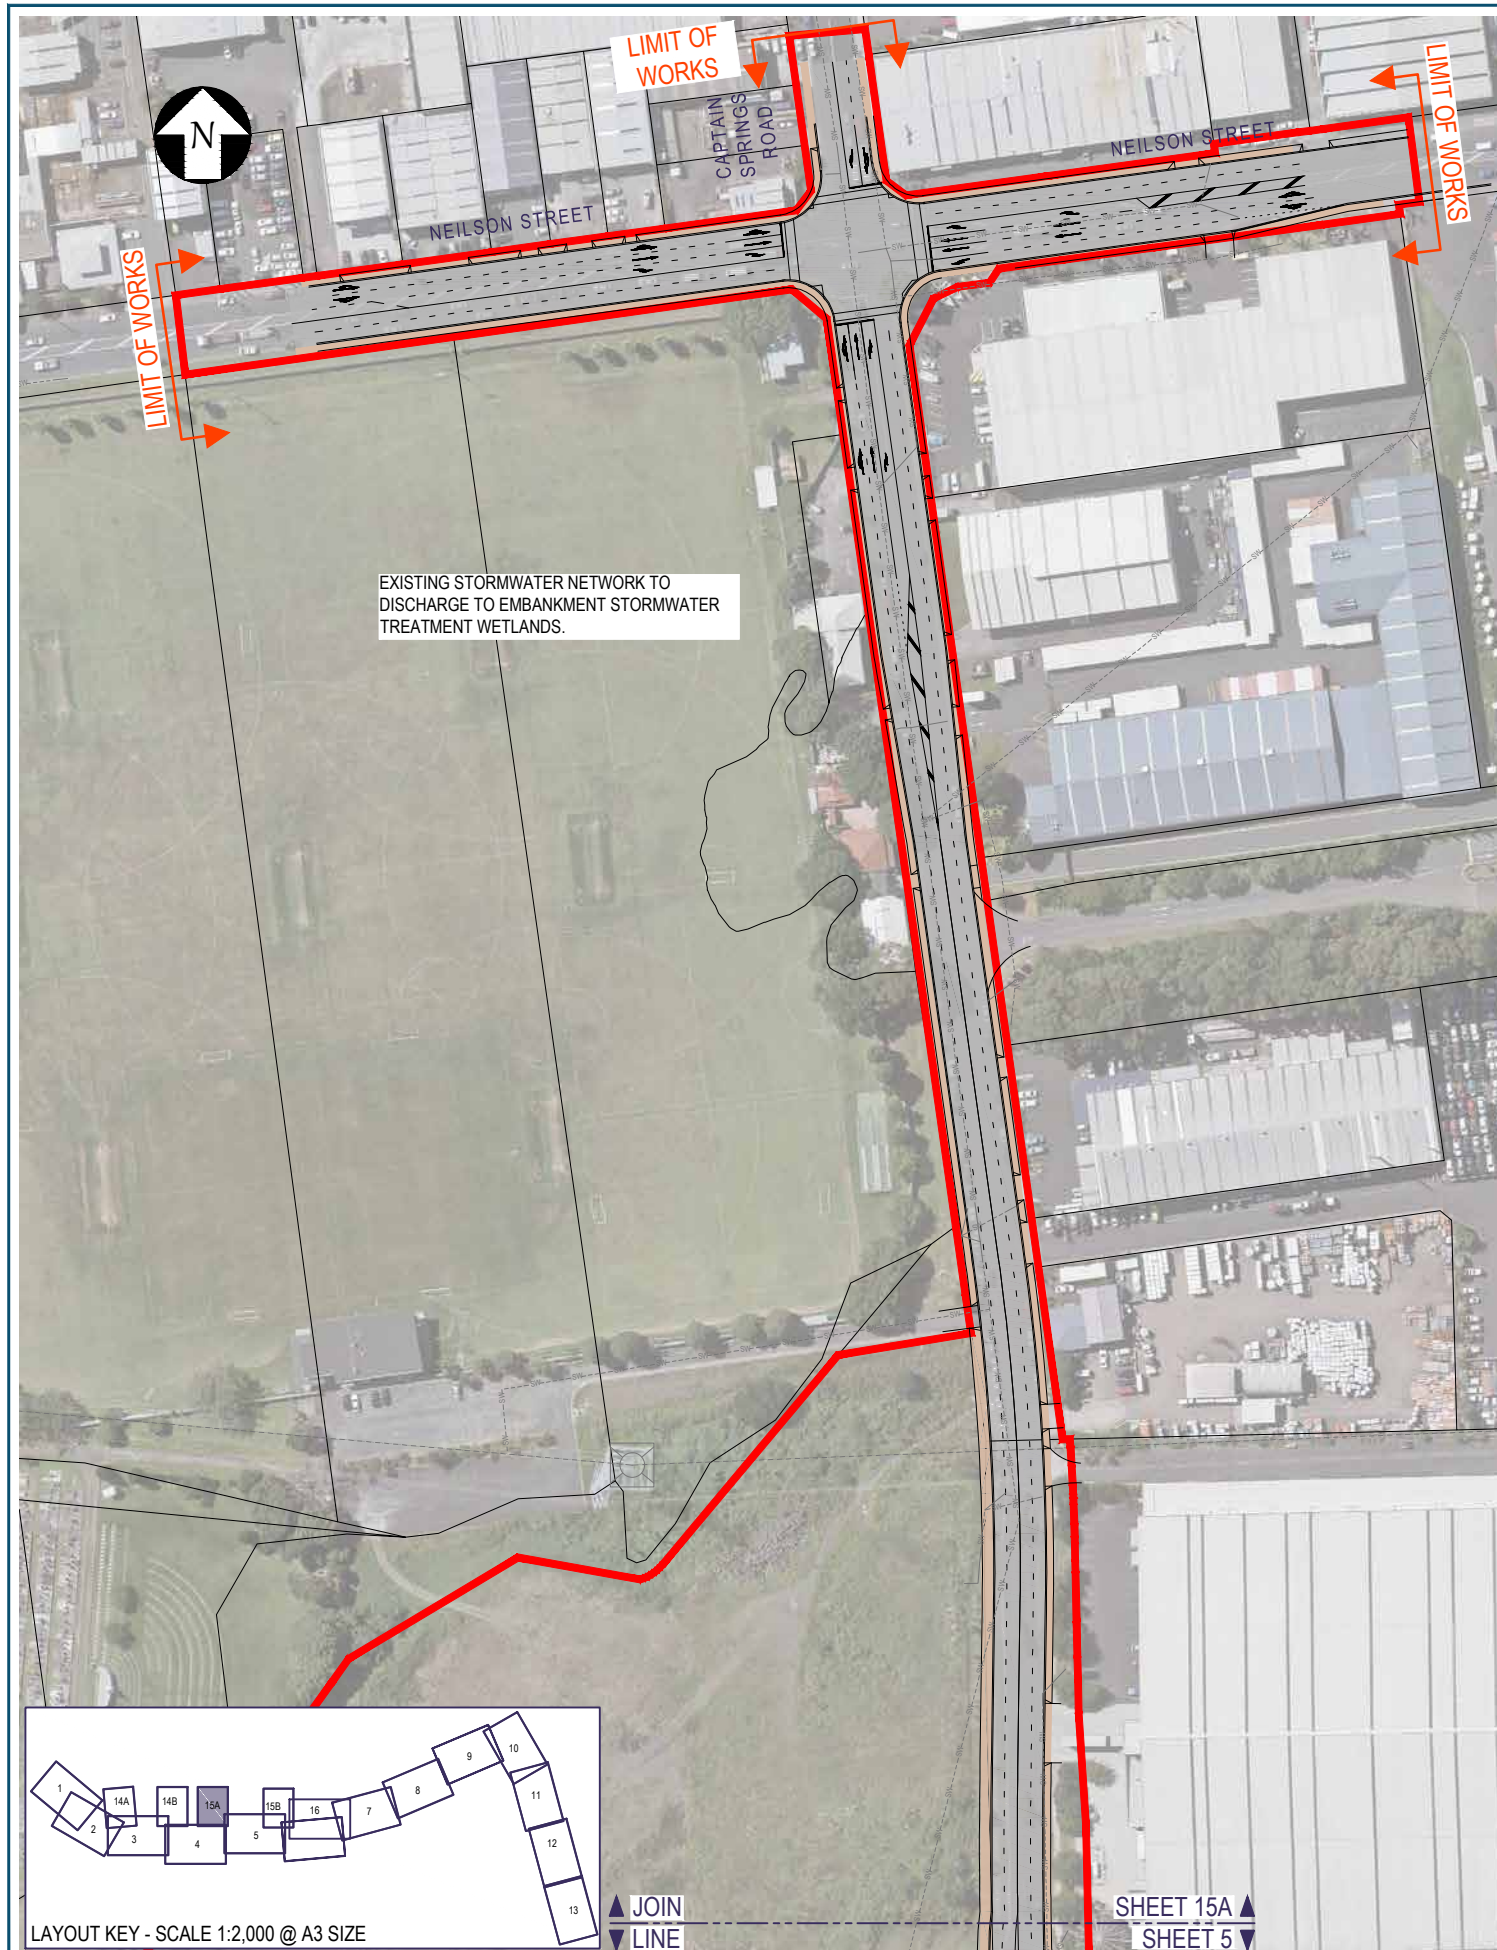 LIMIT OF
WORKS
LIMIT OF WORKS
N
CAPTAIN
SPRINGS
ROAD
NEILSON STREET
NEILSON STREET
LIMIT OF WORKS
EXISTING STORMWATER NETWORK TO
DISCHARGE TO EMBANKMENT STORMWATER
TREATMENT WETLANDS.
1
2
14A
3
14B
4
15A
5
15B
16
7
8
9
10
11
12
13
LAYOUT KEY - SCALE 1:2,000 @ A3 SIZE
JOIN
LINE
SHEET 15A
SHEET 5